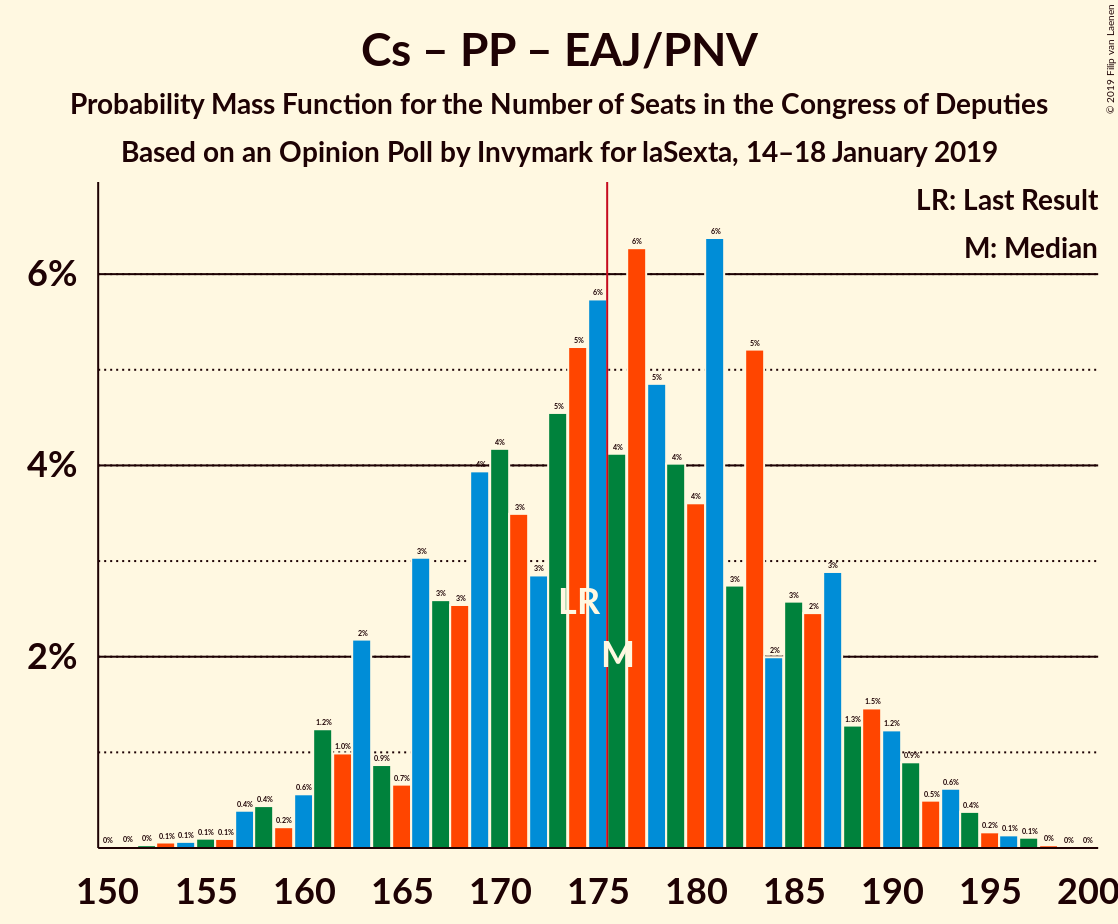 Cs – PP – EAJ/PNV
Probability Mass Function for the Number of Seats in the Congress of Deputies
Based on an Opinion Poll by Invymark for laSexta, 14–18 January 2019
© 2019 Filip van Laenen
LR: Last Result
M: Median
6%
4%
2%
0% 0% 0% 0.1% 0.1% 0.1% 0.1% 0.4% 0.4% 0.2% 0.6% 1.2% 1.0% 2% 0.9% 0.7% 3% 3% 3% 4% 4% 3% 3% 5% 5% 6% 4% 6% 5% 4% 4% 6% 3% 5% 2% 3% 2% 3% 1.3% 1.5% 1.2% 0.9% 0.5% 0.6% 0.4% 0.2% 0.1% 0.1% 0% 0% 0%
LR
M
150 155 160 165 170 175 180 185 190 195 200